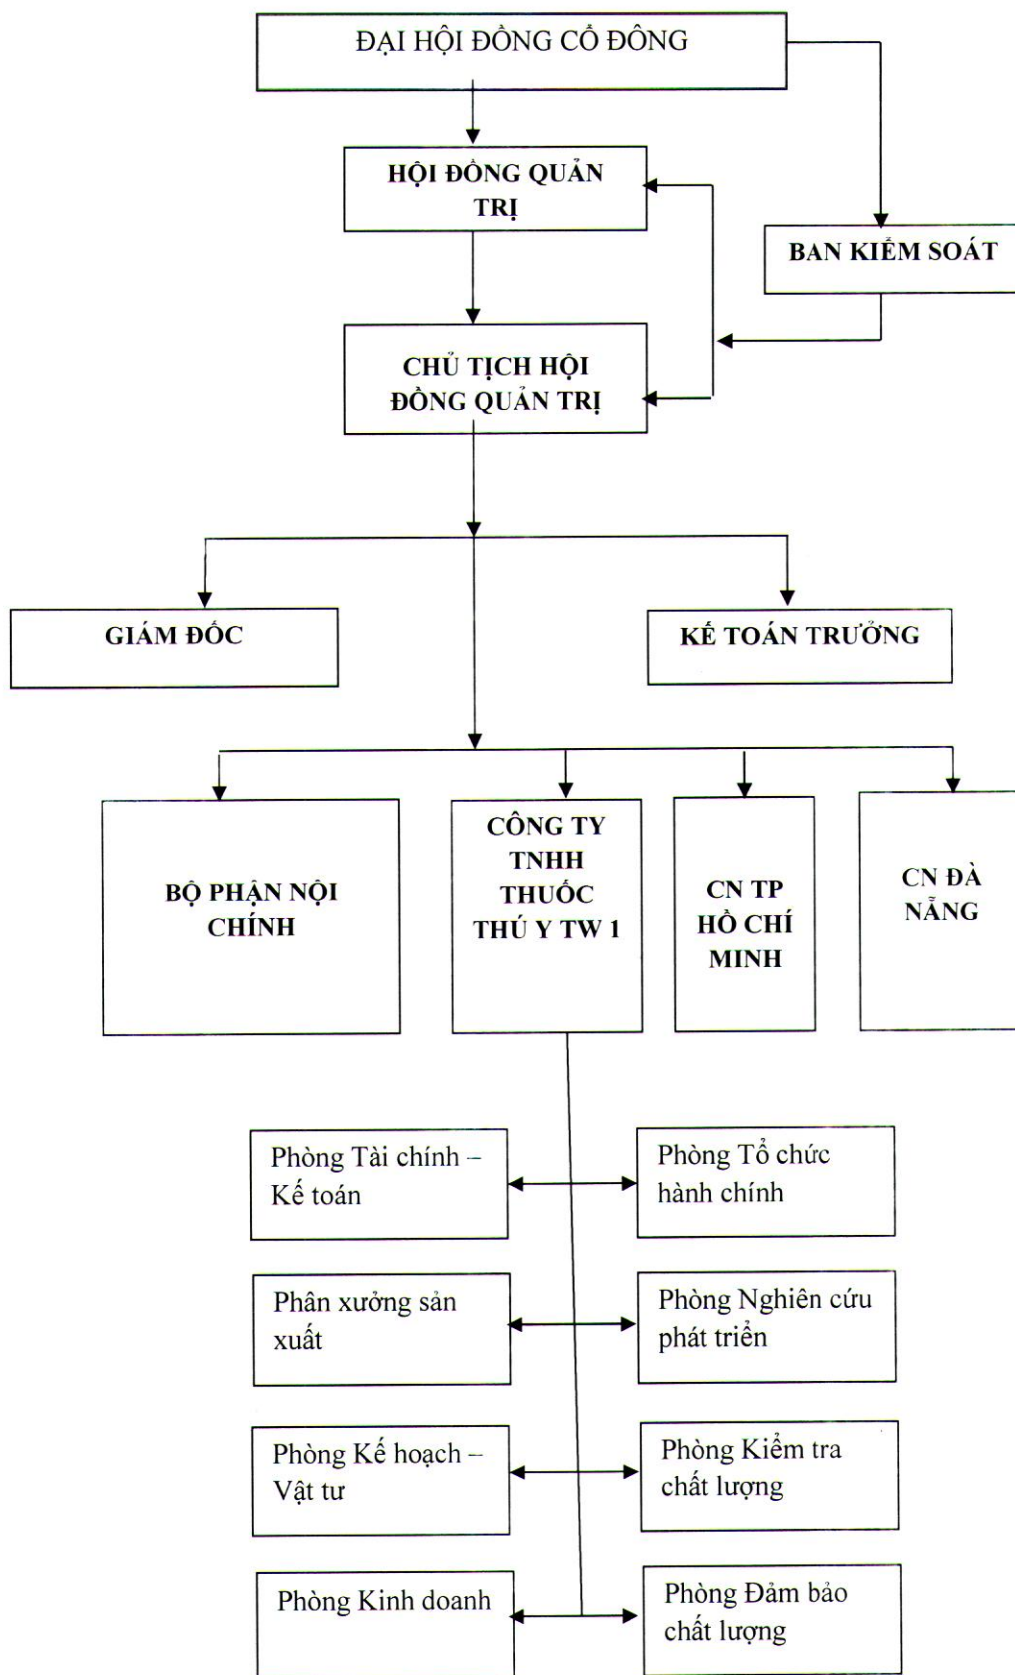 ĐẠI HỘI ĐỒNG CỔ ĐÔNG
HỘI ĐỒNG QUẢN
TRỊ
BAN KIỂM SOÁT
CHỦ TỊCH HỘI
ĐỒNG QUẢN TRỊ
GIÁM ĐỐC
KẾ TOÁN TRƯỞNG
BỘ PHẬN NỘI
CHÍNH
CÔNG TY
TNHH
THUỐC
THÚ Y TW 1
CN TP
HỒ CHÍ
MINH
CN ĐÀ
NẴNG
Phòng Tài chính –
Kế toán
Phòng Tổ chức
hành chính
Phân xưởng sản
xuất
Phòng Nghiên cứu
phát triển
Phòng Kế hoạch –
Vật tư
Phòng Kiểm tra
chất lượng
Phòng Kinh doanh
Phòng Đảm bảo
chất lượng